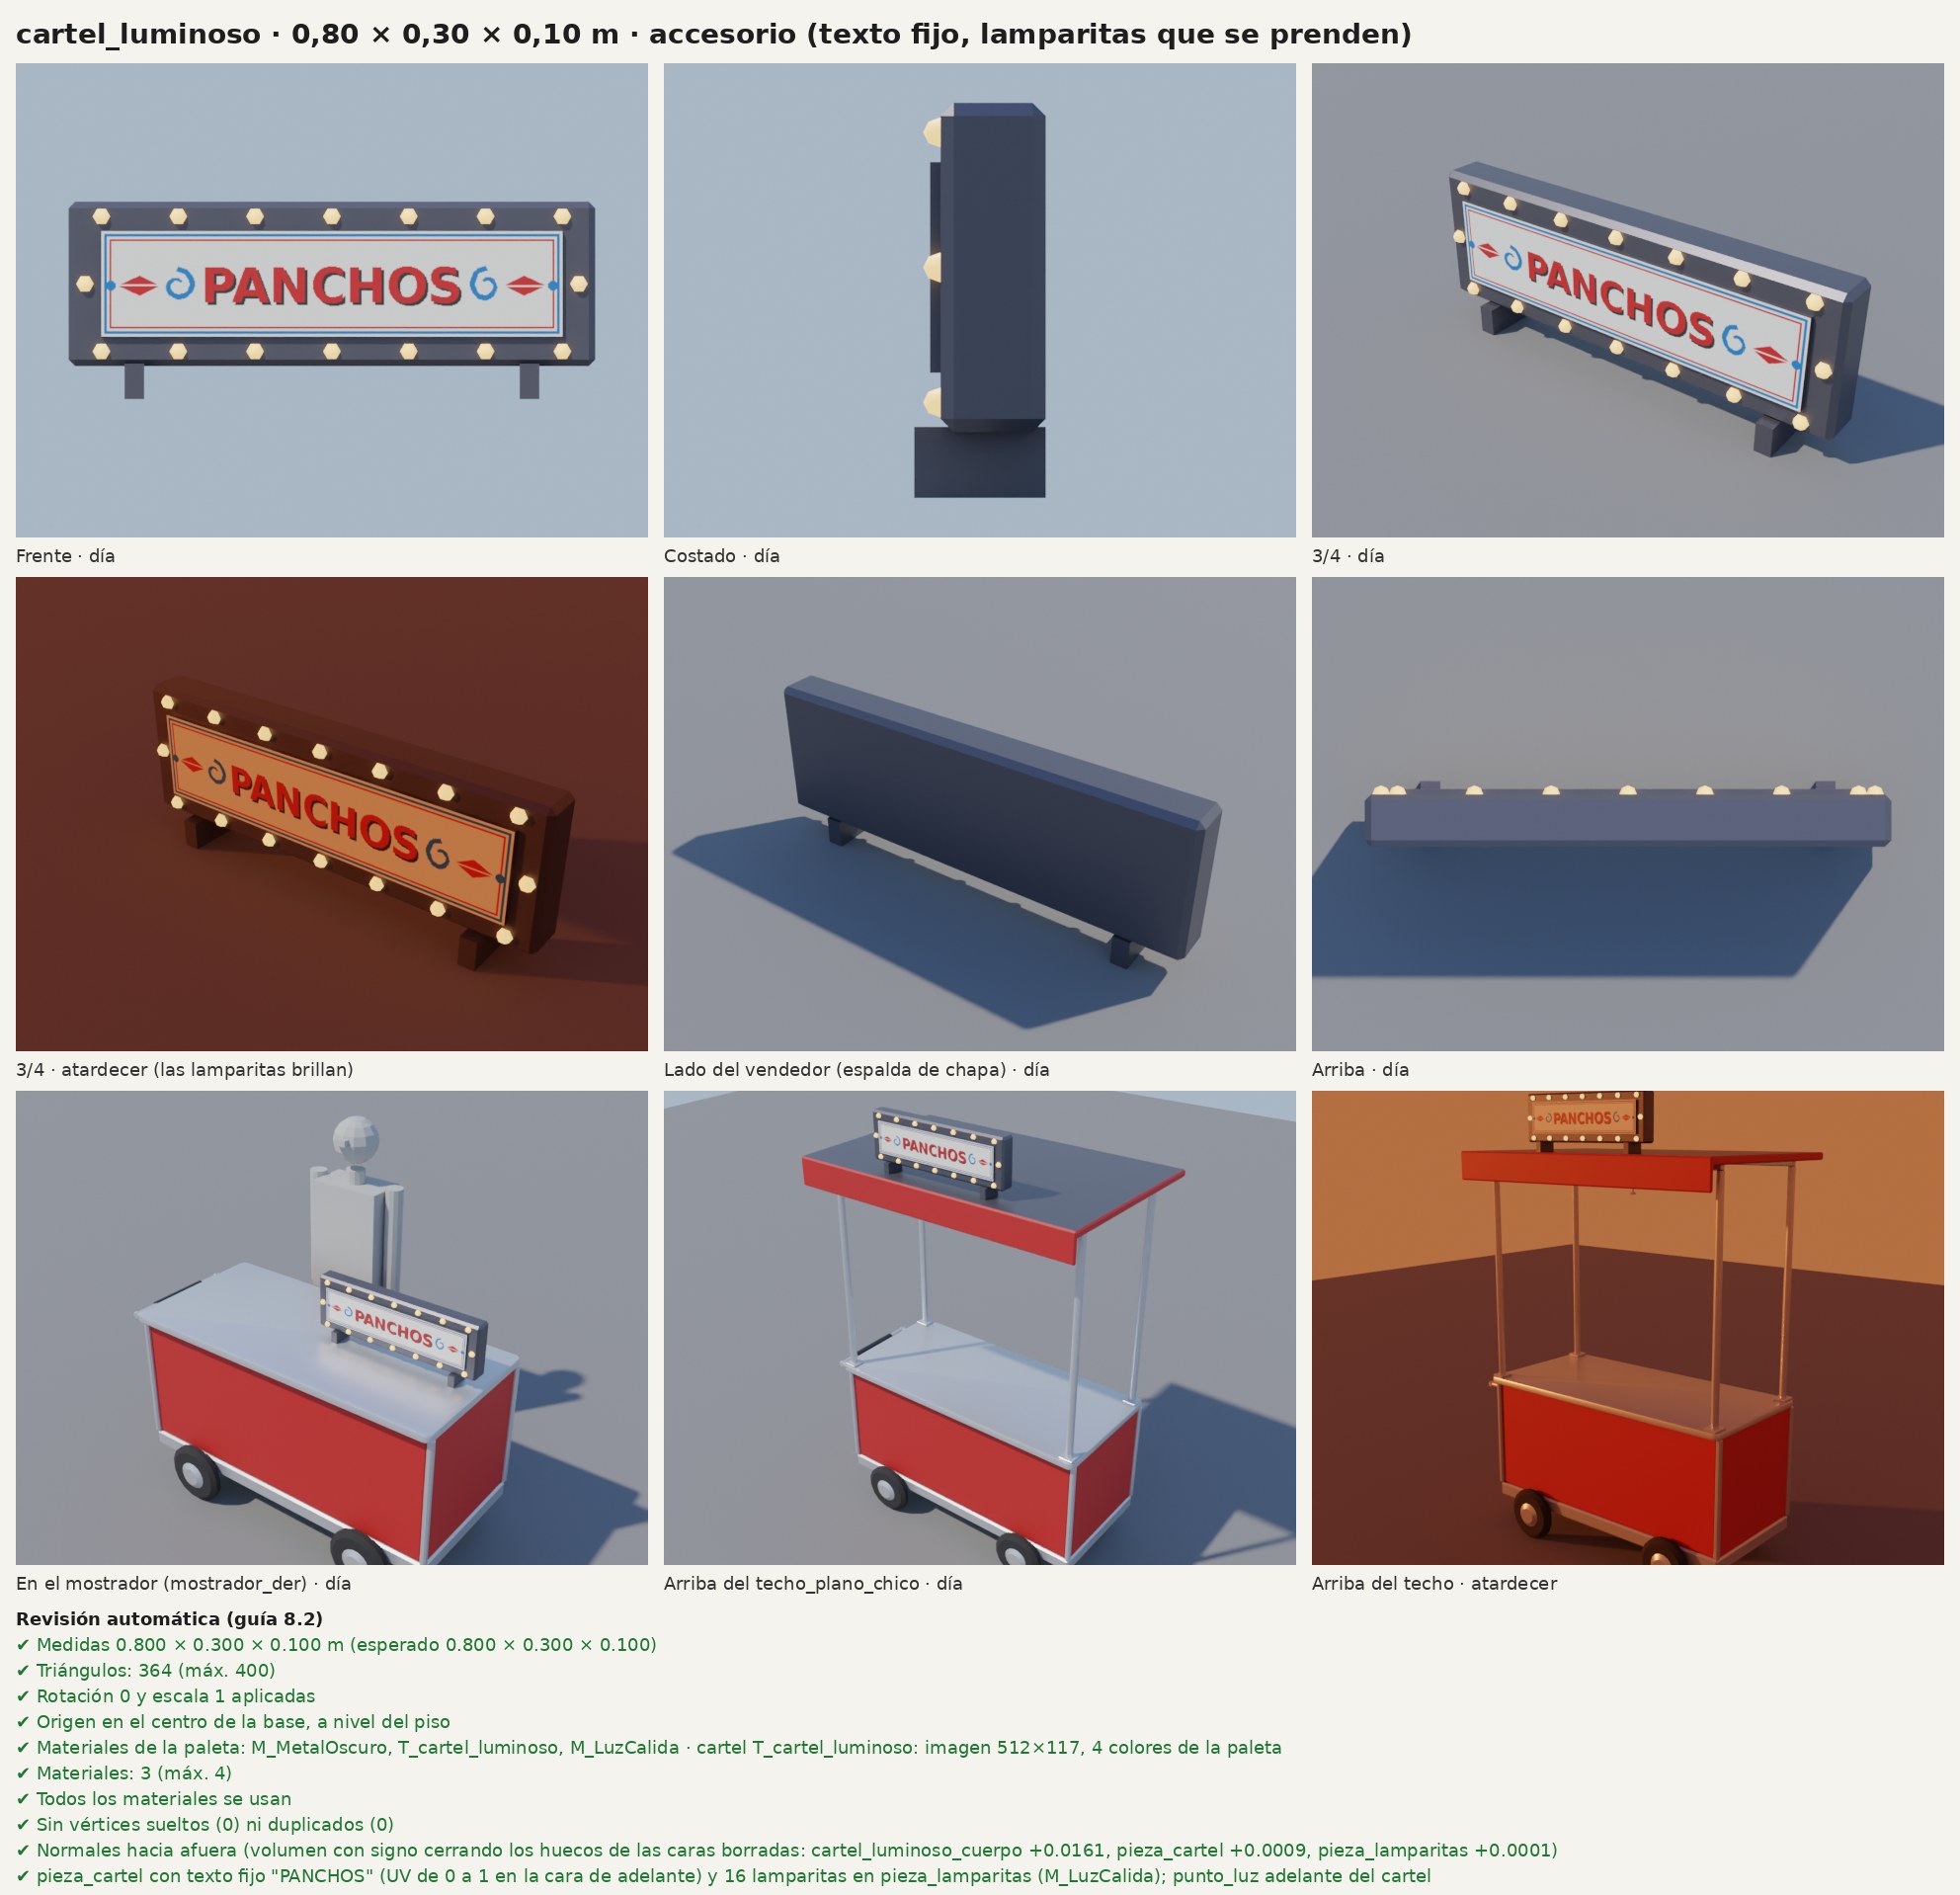 cartel_luminoso · 0,80 × 0,30 × 0,10 m · accesorio (texto fijo, lamparitas que se prenden)
PANCHOS
PANCHOS
Frente · día
Costado · día
3/4 · día
PANCHOS
3/4 · atardecer (las lamparitas brillan)
Lado del vendedor (espalda de chapa) · día
Arriba · día
PANCHOS
PANCHOS
PANCHOS
En el mostrador (mostrador_der) · día
Arriba del techo_plano_chico · día
Arriba del techo · atardecer
Revisión automática (guía 8.2)
✔ Medidas 0.800 × 0.300 × 0.100 m (esperado 0.800 × 0.300 × 0.100)
✔ Triángulos: 364 (máx. 400)
✔ Rotación 0 y escala 1 aplicadas
✔ Origen en el centro de la base, a nivel del piso
✔ Materiales de la paleta: M_MetalOscuro, T_cartel_luminoso, M_LuzCalida · cartel T_cartel_luminoso: imagen 512×117, 4 colores de la paleta
✔ Materiales: 3 (máx. 4)
✔ Todos los materiales se usan
✔ Sin vértices sueltos (0) ni duplicados (0)
✔ Normales hacia afuera (volumen con signo cerrando los huecos de las caras borradas: cartel_luminoso_cuerpo +0.0161, pieza_cartel +0.0009, pieza_lamparitas +0.0001)
✔ pieza_cartel con texto fijo "PANCHOS" (UV de 0 a 1 en la cara de adelante) y 16 lamparitas en pieza_lamparitas (M_LuzCalida); punto_luz adelante del cartel